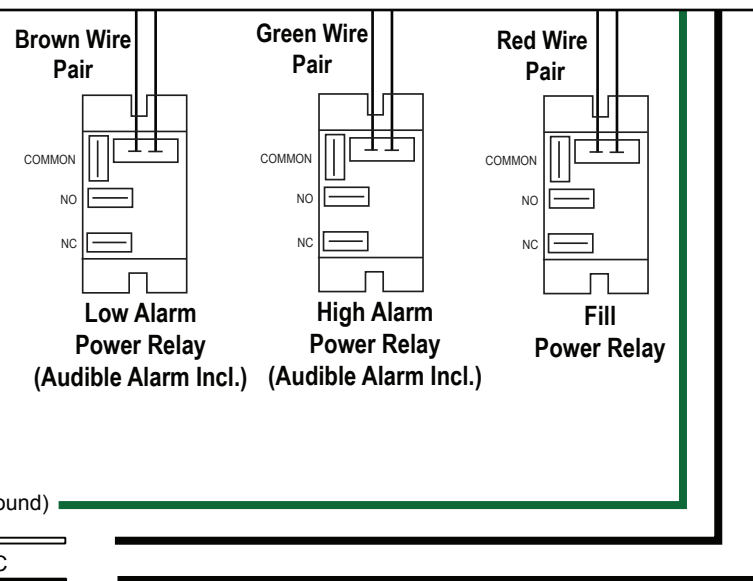 Brown Wire
Pair
COMMON
NO
NC
Low Alarm
Power Relay
(Audible Alarm Incl.)
Green Wire
Pair
COMMON
NO
NC
High Alarm
Power Relay
(Audible Alarm Incl.)
Red Wire
Pair
COMMON
NO
NC
Fill
Power Relay
ound)
C